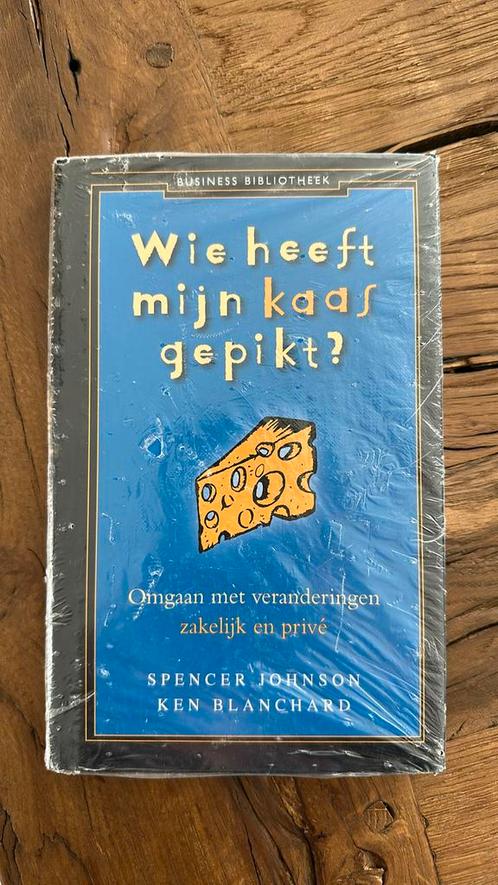 BUSINESS BIBLIOTHEEK
Wie heeft
mijn kaas
gepikt?
Omgaan met veranderingen
zakelijk en privé
SPENCER JOHNSON
KEN BLANCHARD